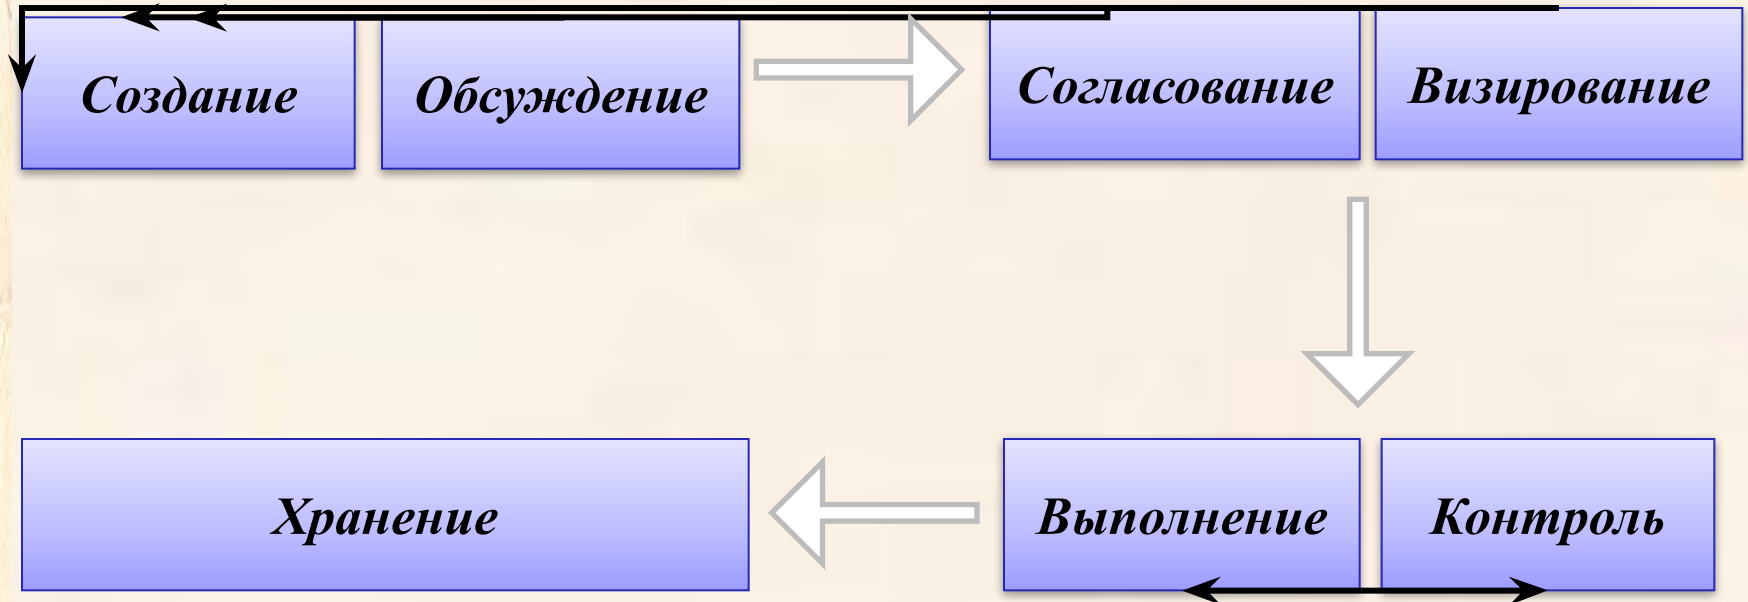 Создание
Обсуждение
Согласование
Визирование
Хранение
Выполнение
Контроль